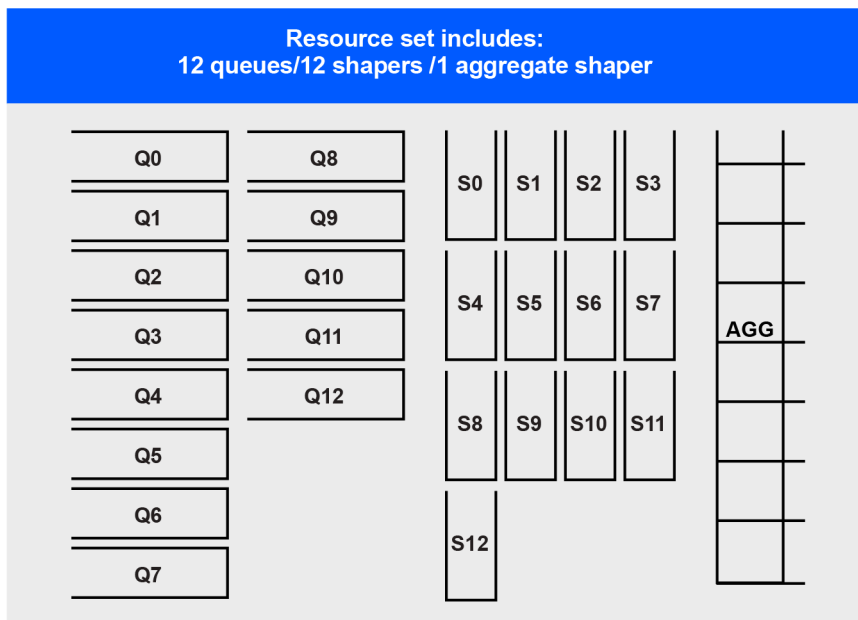 Resource set includes:
12 queues/12 shapers /1 aggregate shaper
Q0
Q1
Q2
Q3
Q4
Q5
Q6
Q7
Q8
Q9
Q10
Q11
Q12
S0 S1 S2 S3
S4 S5 S6 S7
S8 S9 S10 S11
S12
AGG